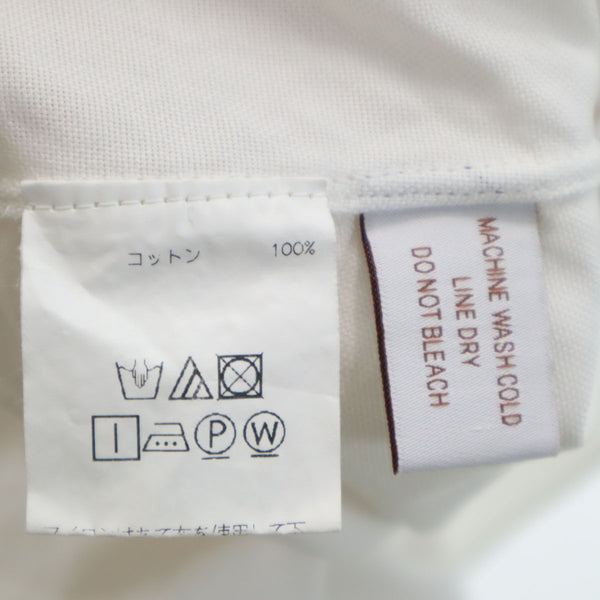 コットン 100%
P W
MACHINE WASH COLD
LINE DRY
DO NOT BLEACH